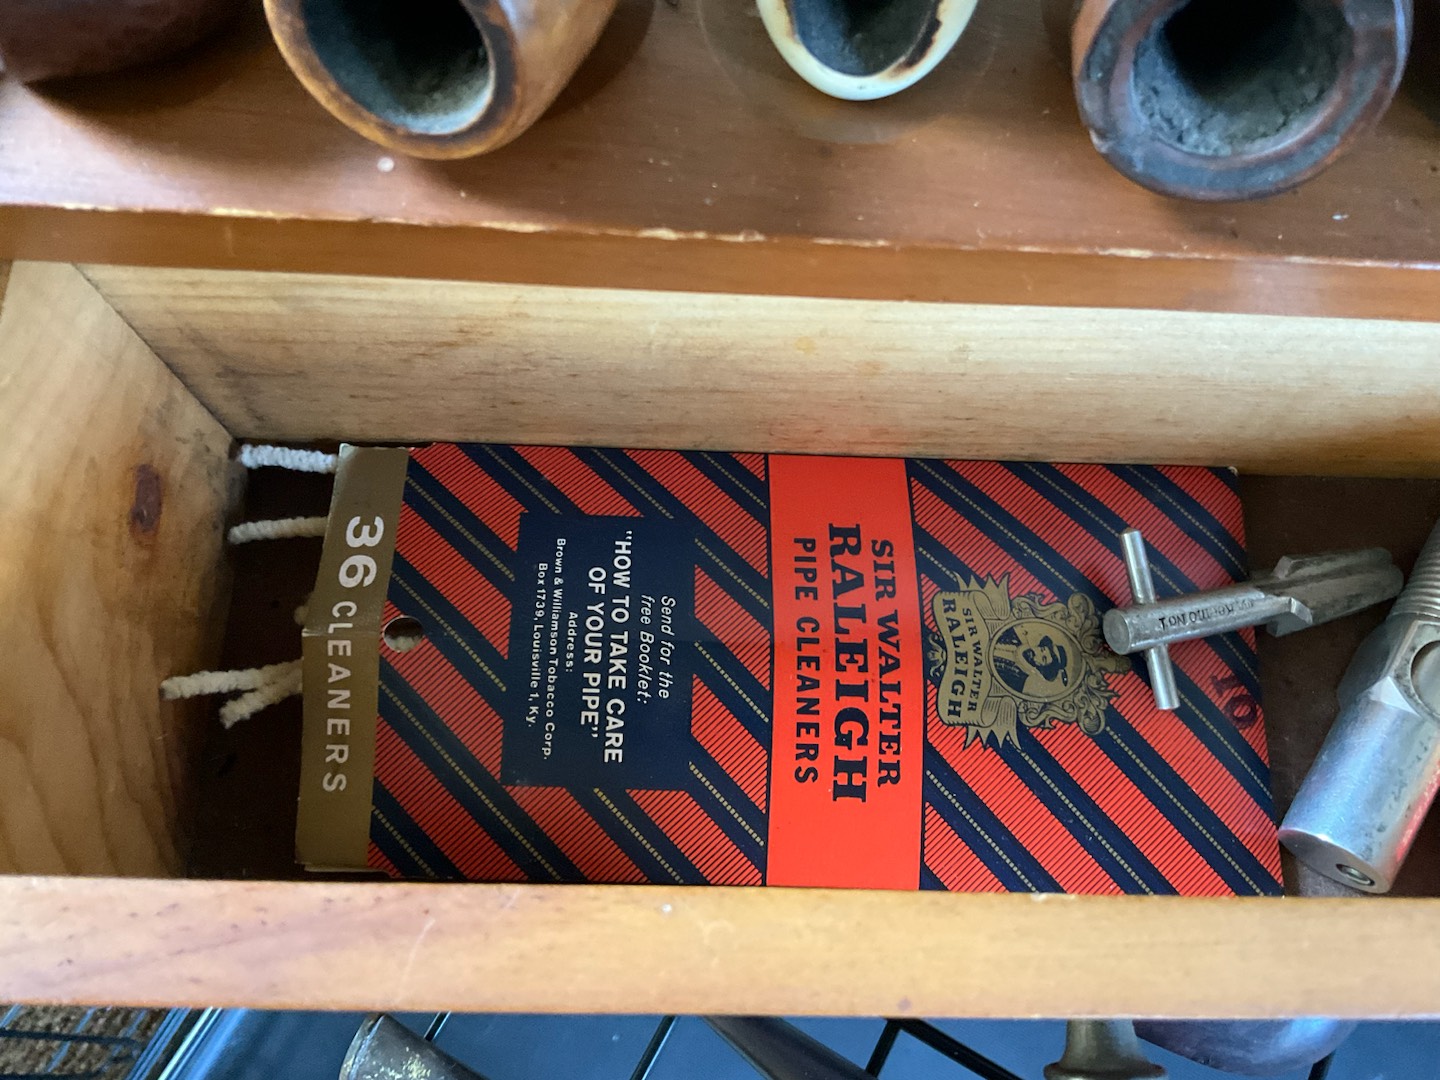 36 CLEANERS
Send for the
free Booklet:
"HOW TO TAKE CARE
OF YOUR PIPE"
Address:
Brown & Williamson Tobacco Corp.
Box 1739, Louisville 1, Ky.
SIR WALTER
RALEIGH
PIPE CLEANERS
SIR WALTER
RALEIGH
10